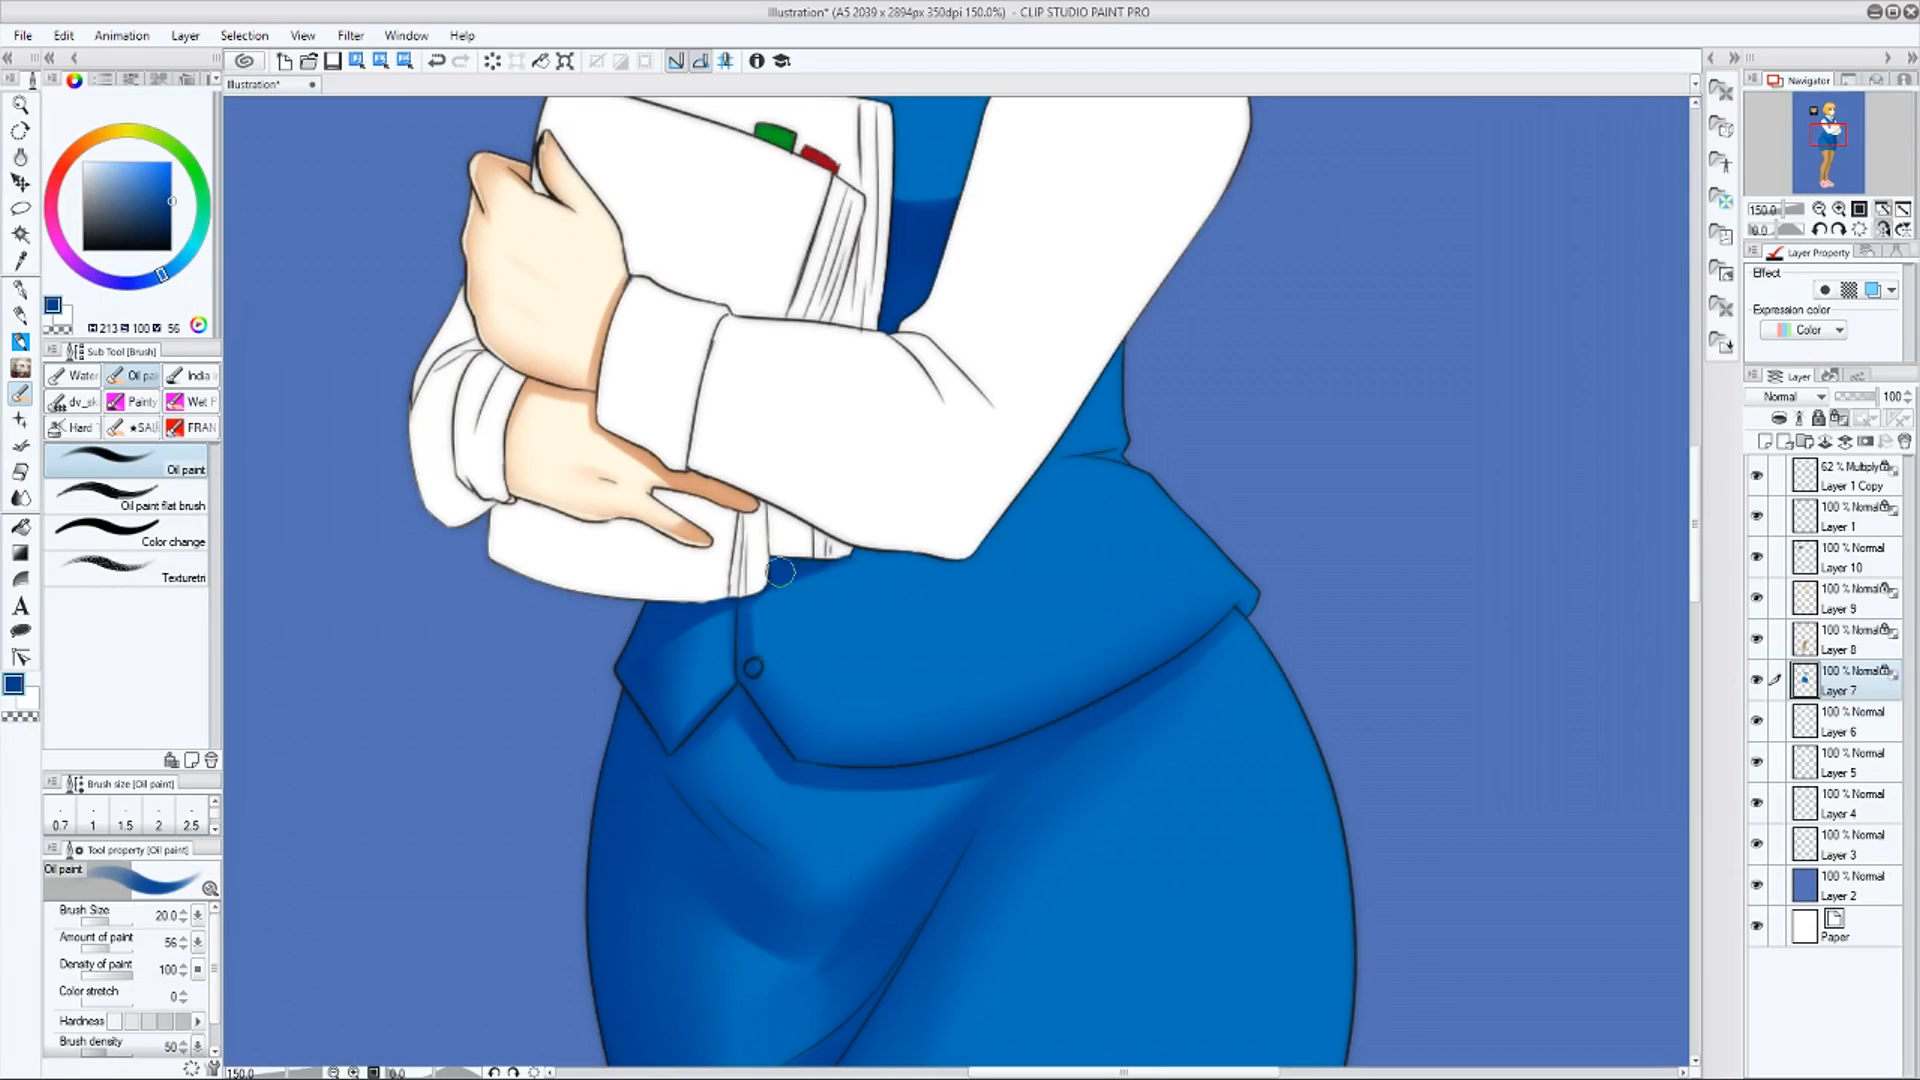 Illustration* (A5 2039 x 2894px 350dpi 150.0%) - CLIP STUDIO PAINT PRO
File Edit Animation Layer Selection View Filter Window Help
Illustration*
Navigator
150.0
0.0
Layer Property
Effect
Expression color
Color
H 213 S 100 V 56
Sub Tool [Brush]
Water Oil pai India i
dv_sk Painty Wet P
Hard ★SAI FRAN
Oil paint
Oil paint flat brush
Color change
Texturetri
Brush size [Oil paint]
0.7 1 1.5 2 2.5
Tool property [Oil paint]
Oil paint
Brush Size 20.0
Amount of paint 56
Density of paint 100
Color stretch 0
Hardness
Brush density 50
A
150.0 0.0
Layer
Normal 100
62 % Multiply
Layer 1 Copy
100 % Normal
Layer 1
100 % Normal
Layer 10
100 % Normal
Layer 9
100 % Normal
Layer 8
100 % Normal
Layer 7
100 % Normal
Layer 6
100 % Normal
Layer 5
100 % Normal
Layer 4
100 % Normal
Layer 3
100 % Normal
Layer 2
Paper